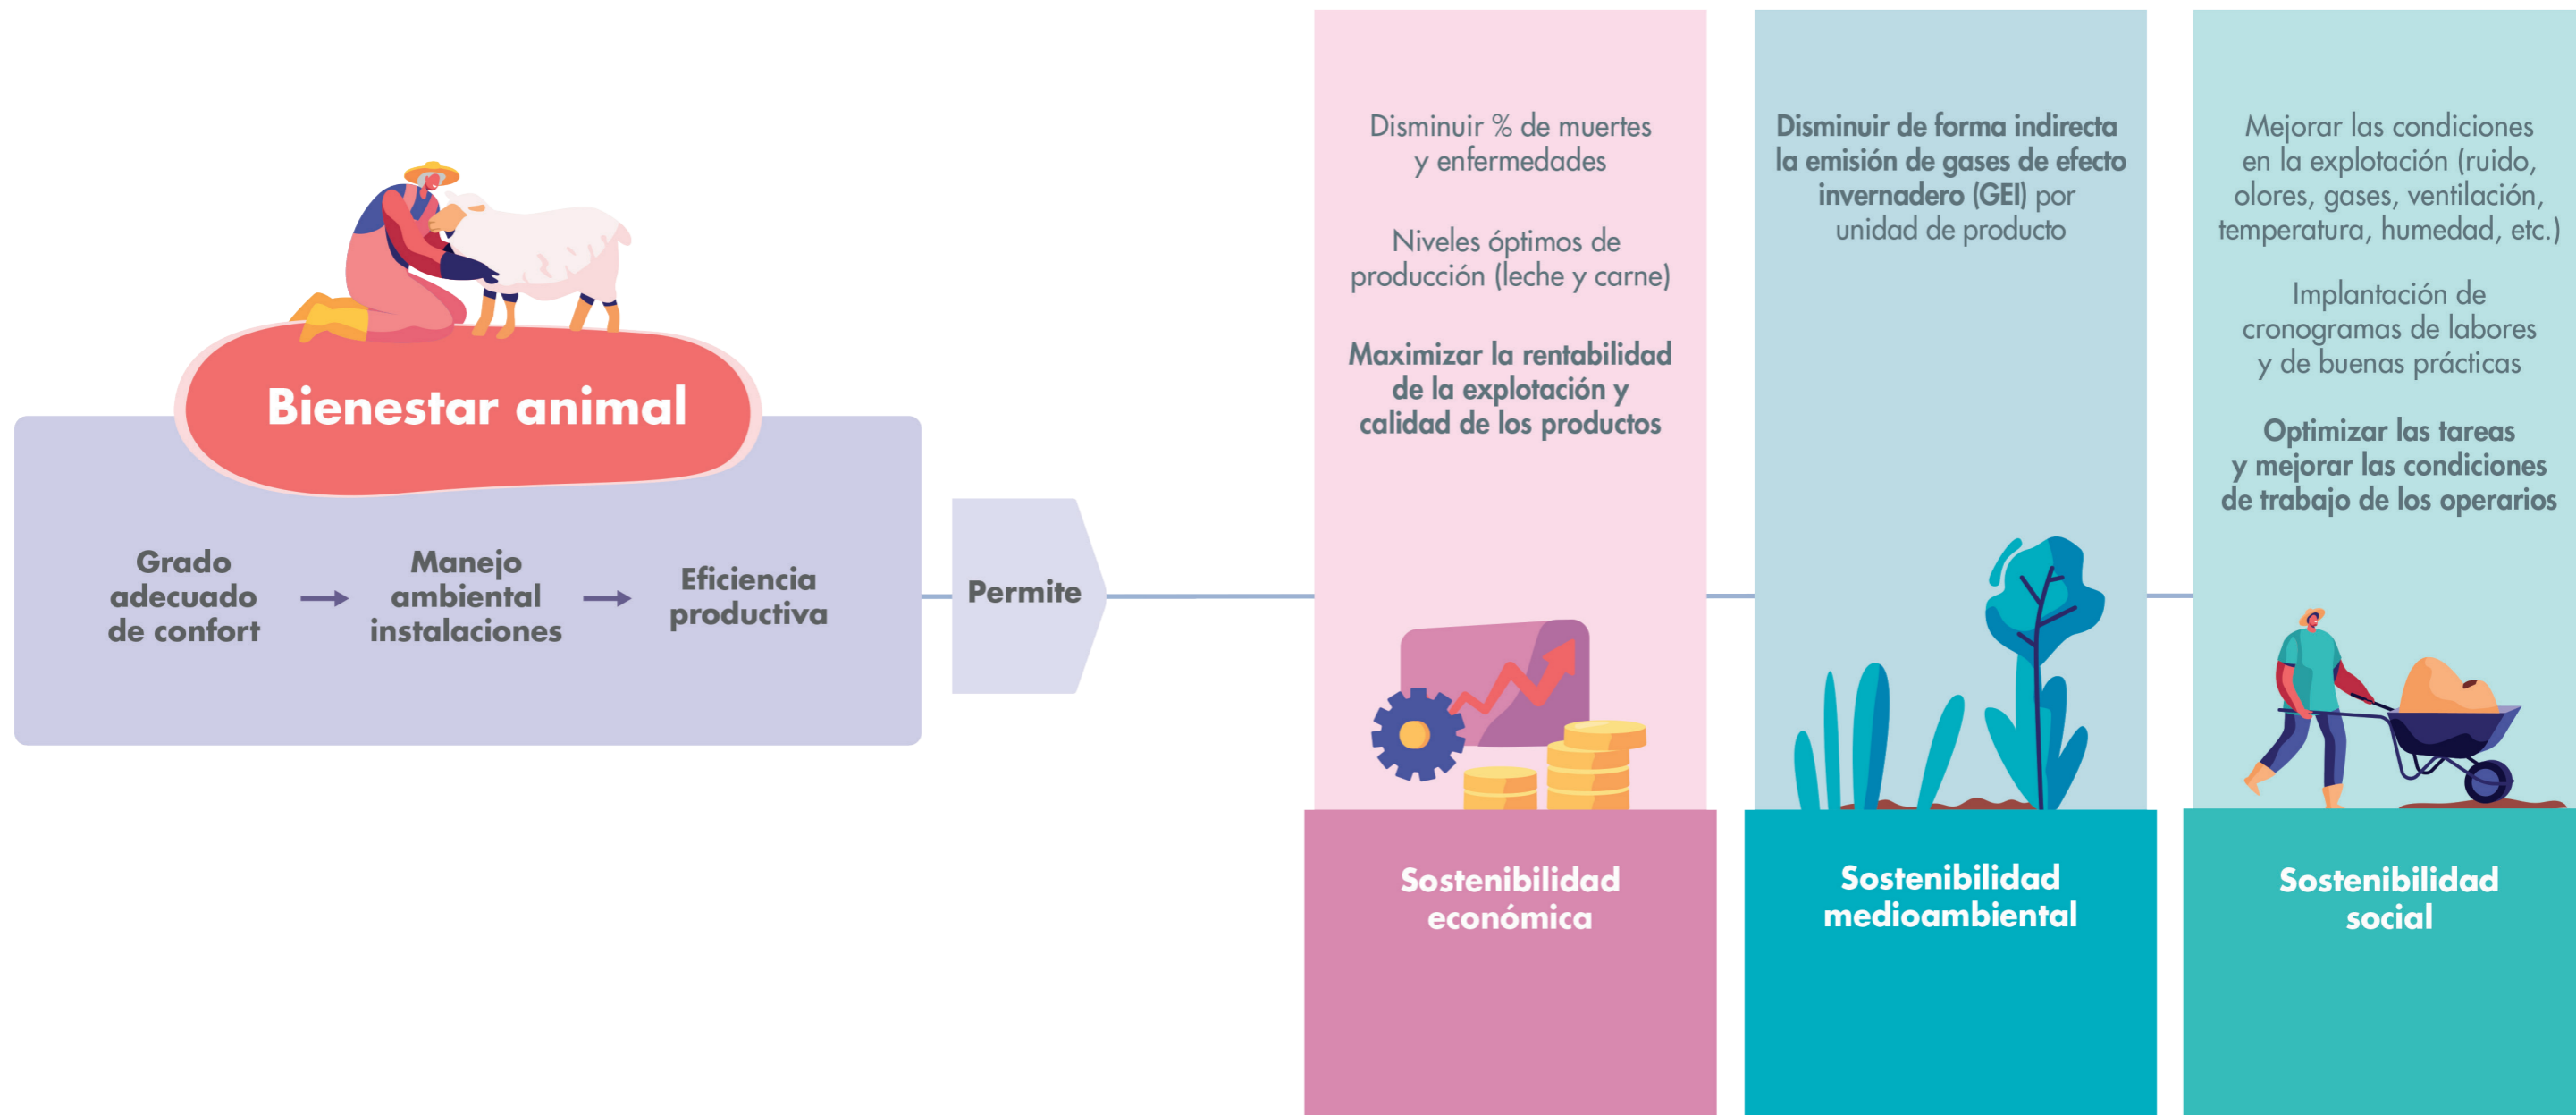 Bienestar animal
Grado
adecuado
de confort
Manejo
ambiental
instalaciones
Eficiencia
productiva
Permite
Disminuir % de muertes
y enfermedades
Niveles óptimos de
producción (leche y carne)
Maximizar la rentabilidad
de la explotación y
calidad de los productos
Sostenibilidad
económica
Disminuir de forma indirecta
la emisión de gases de efecto
invernadero (GEI) por
unidad de producto
Sostenibilidad
medioambiental
Mejorar las condiciones
en la explotación (ruido,
olores, gases, ventilación,
temperatura, humedad, etc.)
Implantación de
cronogramas de labores
y de buenas prácticas
Optimizar las tareas
y mejorar las condiciones
de trabajo de los operarios
Sostenibilidad
social